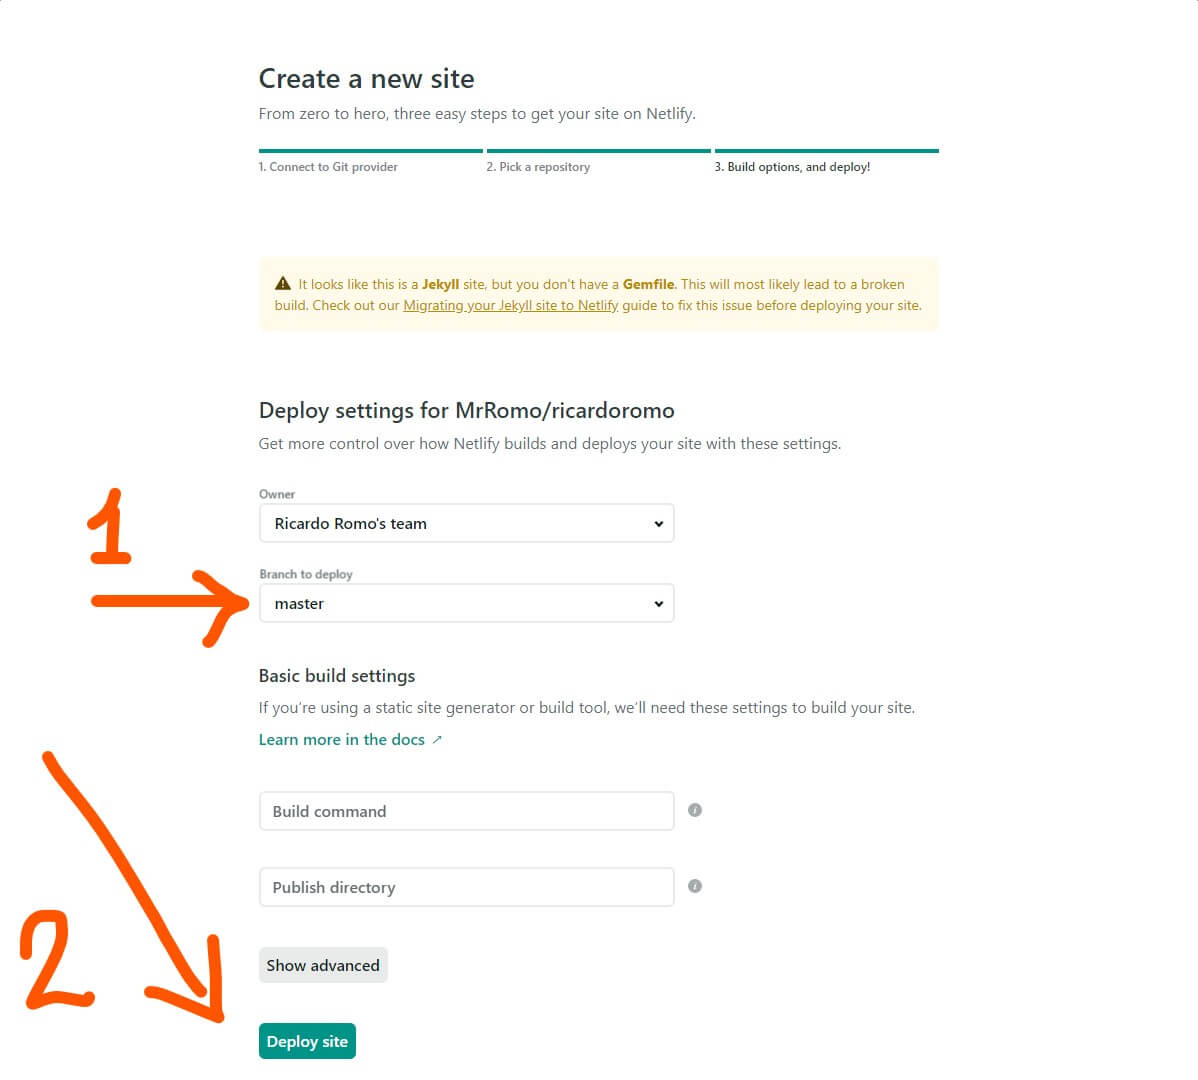 Create a new site
From zero to hero, three easy steps to get your site on Netlify.
1. Connect to Git provider
2. Pick a repository
3. Build options, and deploy!
It looks like this is a Jekyll site, but you don't have a Gemfile. This will most likely lead to a broken
build. Check out our Migrating your Jekyll site to Netlify guide to fix this issue before deploying your site.
Deploy settings for MrRomo/ricardoromo
Get more control over how Netlify builds and deploys your site with these settings.
Owner
Ricardo Romo's team
1
Branch to deploy
master
Basic build settings
If you're using a static site generator or build tool, we'll need these settings to build your site.
Learn more in the docs ↗
Build command
Publish directory
2
Show advanced
Deploy site